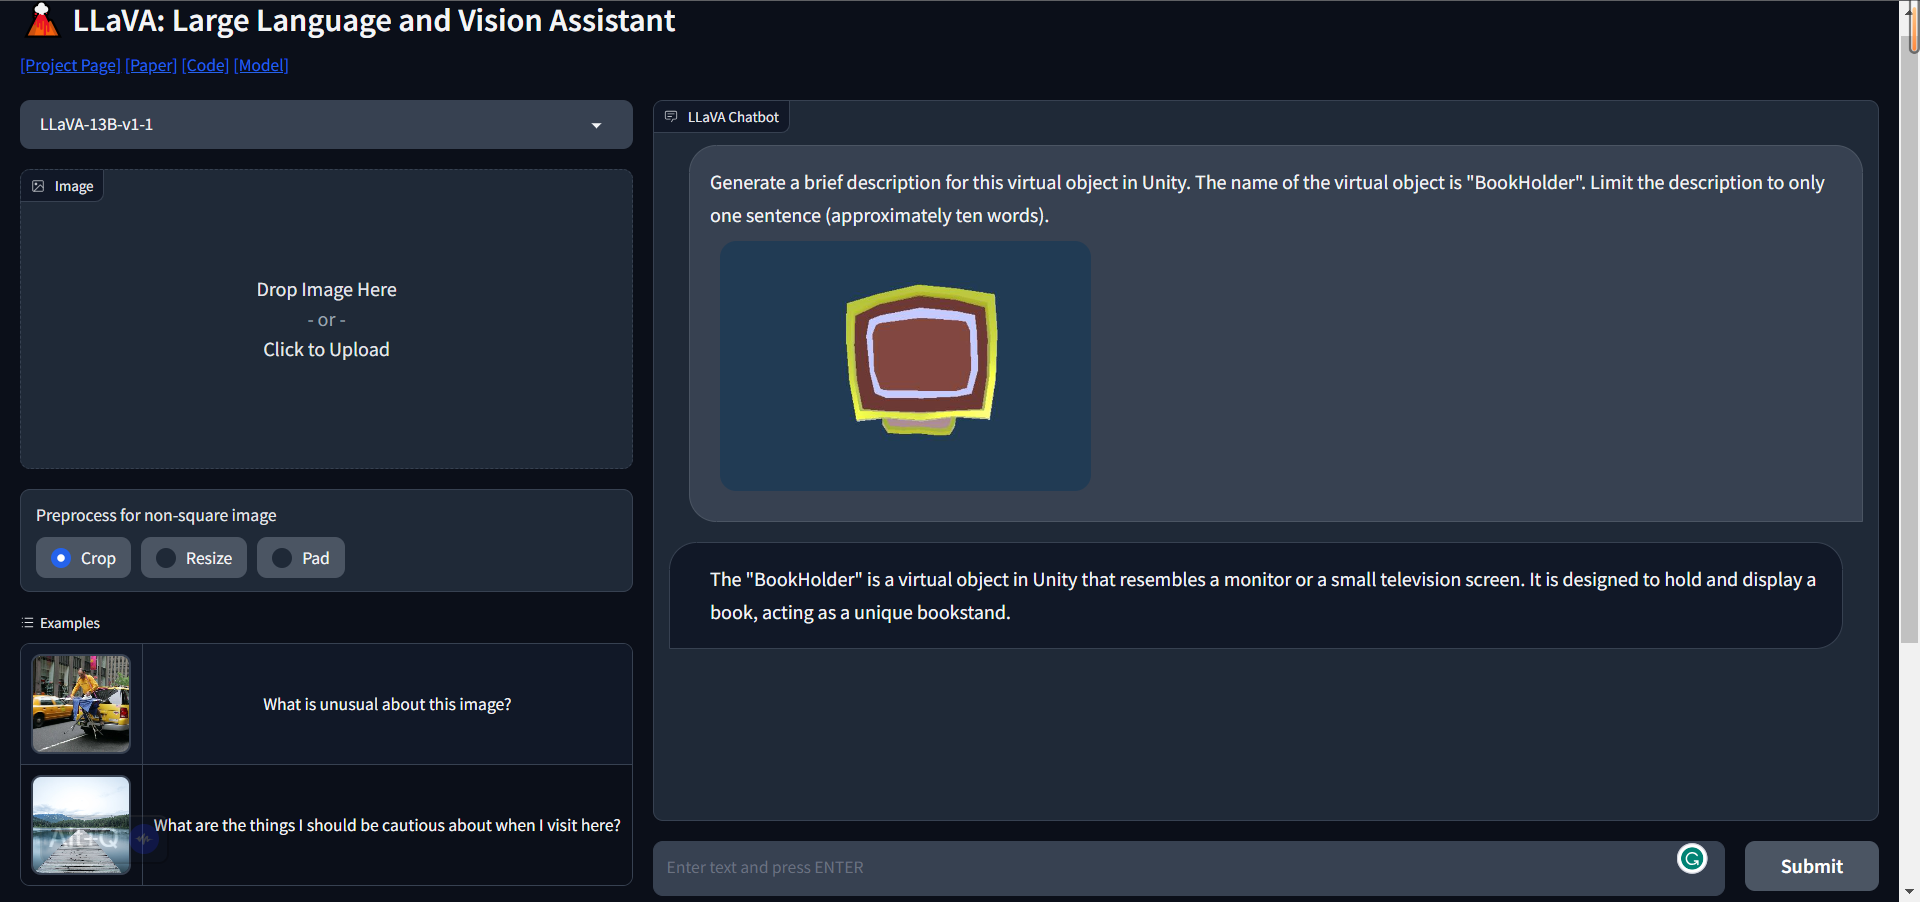 LLaVA: Large Language and Vision Assistant
[Project Page] [Paper] [Code] [Model]
LLaVA-13B-v1-1
Image
Drop Image Here
- or -
Click to Upload
Preprocess for non-square image
Crop
Resize
Pad
Examples
What is unusual about this image?
What are the things I should be cautious about when I visit here?
Alt+Q
LLaVA Chatbot
Generate a brief description for this virtual object in Unity. The name of the virtual object is "BookHolder". Limit the description to only
one sentence (approximately ten words).
The "BookHolder" is a virtual object in Unity that resembles a monitor or a small television screen. It is designed to hold and display a
book, acting as a unique bookstand.
Enter text and press ENTER
Submit